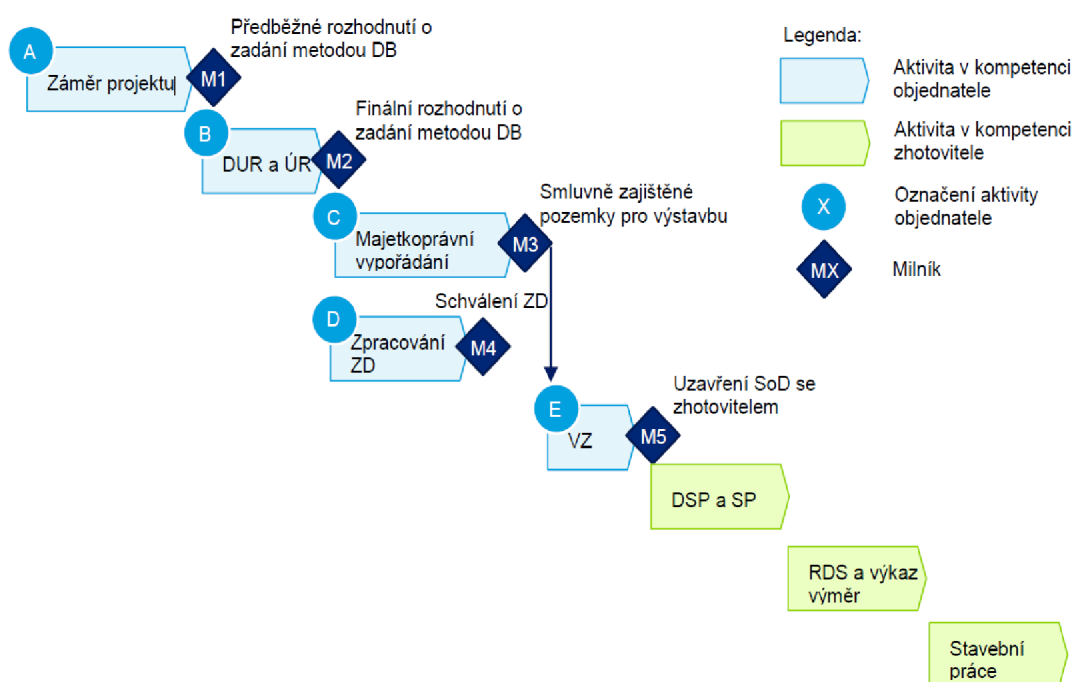 Předběžné rozhodnutí o
zadání metodou DB
A
Záměr projektu
M1
Finální rozhodnutí o
zadání metodou DB
B
DUR a ÚR
M2
Smluvně zajištěné
pozemky pro výstavbu
C
Majetkoprávní
vypořádání
M3
Schválení ZD
D
Zpracování
ZD
M4
Uzavření SoD se
zhotovitelem
E
VZ
M5
DSP a SP
RDS a výkaz
výměr
Stavební
práce
Legenda:
Aktivita v kompetenci
objednatele
Aktivita v kompetenci
zhotovitele
X
Označení aktivity
objednatele
MX
Milník